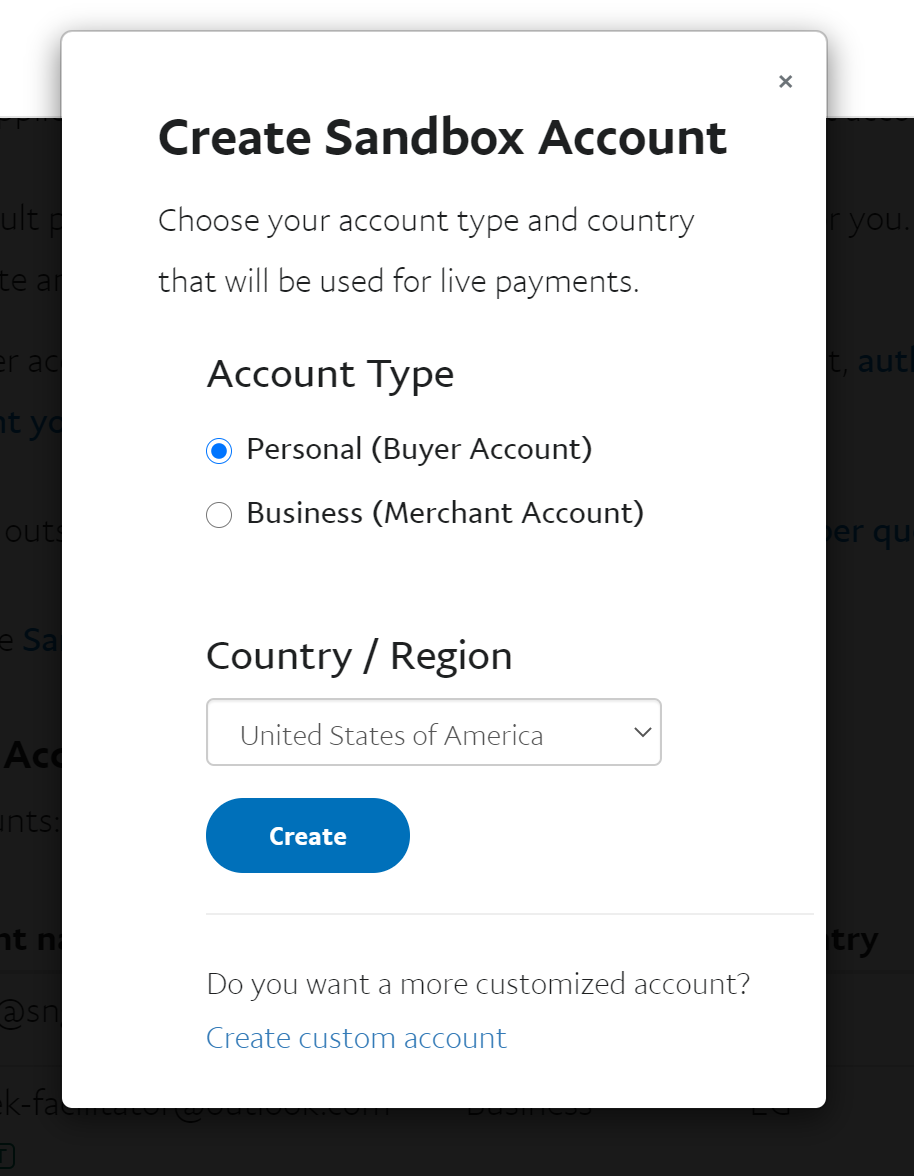 ×
Create Sandbox Account
Choose your account type and country
that will be used for live payments.
Account Type
Personal (Buyer Account)
Business (Merchant Account)
Country / Region
United States of America
Create
Do you want a more customized account?
Create custom account